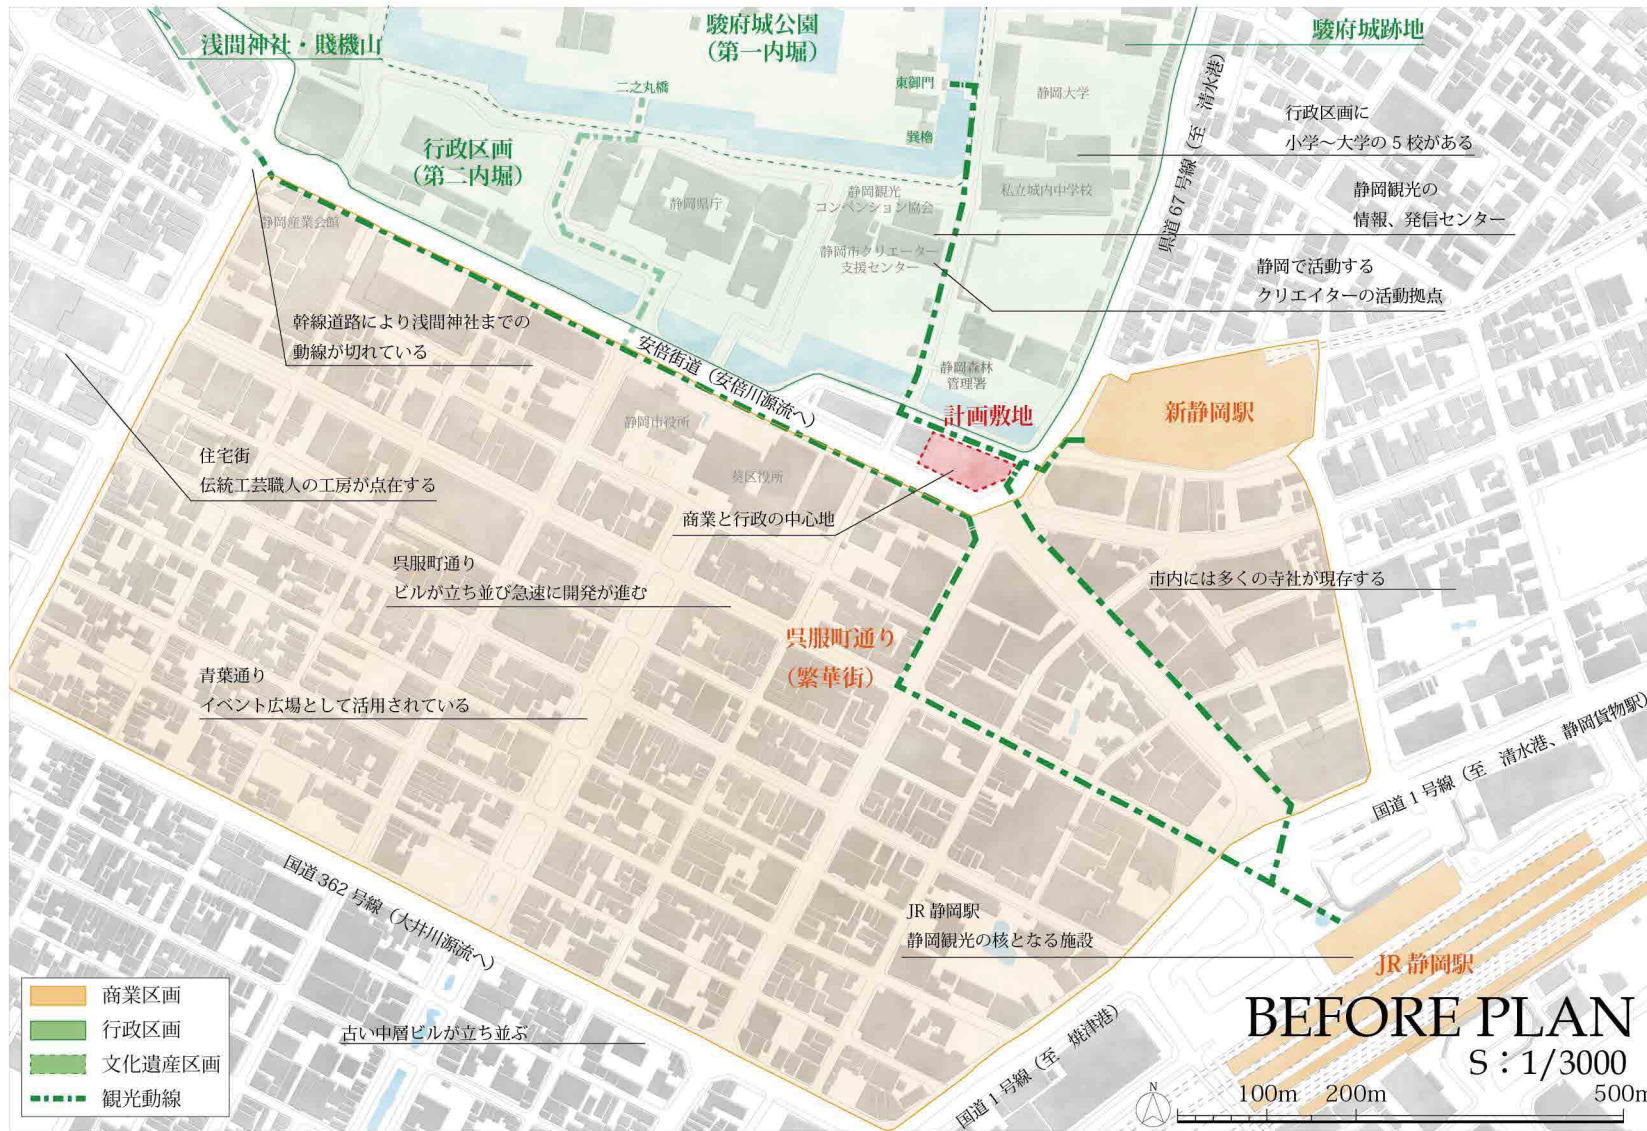 浅間神社・賤機山
駿府城公園
（第一内堀）
駿府城跡地
二之丸橋
東御門
巽櫓
静岡大学
行政区画に
小学～大学の 5 校がある
行政区画
（第二内堀）
静岡県庁
静岡観光
コンベンション協会
私立城内中学校
静岡観光の
情報、発信センター
県道 67 号線（至　清水港）
静岡産業会館
静岡市クリエーター
支援センター
静岡で活動する
クリエイターの活動拠点
幹線道路により浅間神社までの
動線が切れている
安倍街道（安倍川源流へ）
静岡森林
管理署
計画敷地
新静岡駅
静岡市役所
葵区役所
住宅街
伝統工芸職人の工房が点在する
商業と行政の中心地
呉服町通り
ビルが立ち並び急速に開発が進む
市内には多くの寺社が現存する
呉服町通り
（繁華街）
青葉通り
イベント広場として活用されている
国道 1 号線（至　清水港、静岡貨物駅）
国道 362 号線（大井川源流へ）
JR 静岡駅
静岡観光の核となる施設
JR 静岡駅
商業区画
行政区画
文化遺産区画
観光動線
古い中層ビルが立ち並ぶ
国道 1 号線（至　焼津港）
BEFORE PLAN
S：1/3000
N
100m
200m
500m